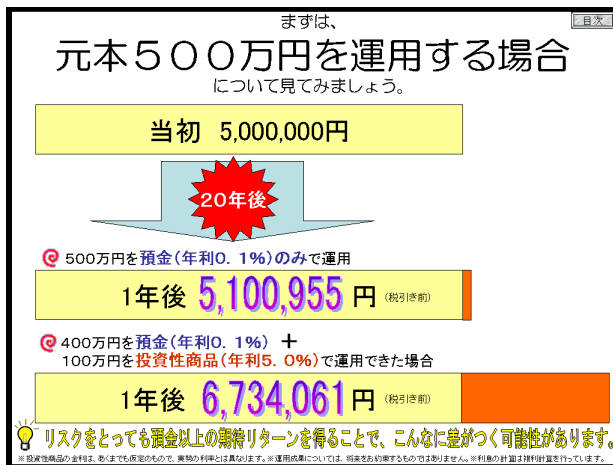 まずは、
目次
元本５００万円を運用する場合
について見てみましょう。
当初 5,000,000円
20年後
500万円を預金(年利0．1%)のみで運用
1年後 5,100,955 円 (税引き前)
400万円を預金(年利0．1%) ＋
100万円を投資性商品(年利5．0%)で運用できた場合
1年後 6,734,061 円 (税引き前)
リスクをとっても預金以上の期待リターンを得ることで、こんなに差がつく可能性があります。
※投資性商品の金利は、あくまでも仮定のもので、実勢の利率とは異なります。※運用成果については、将来をお約束するものではありません。※利息の計算は複利計算を行っています。